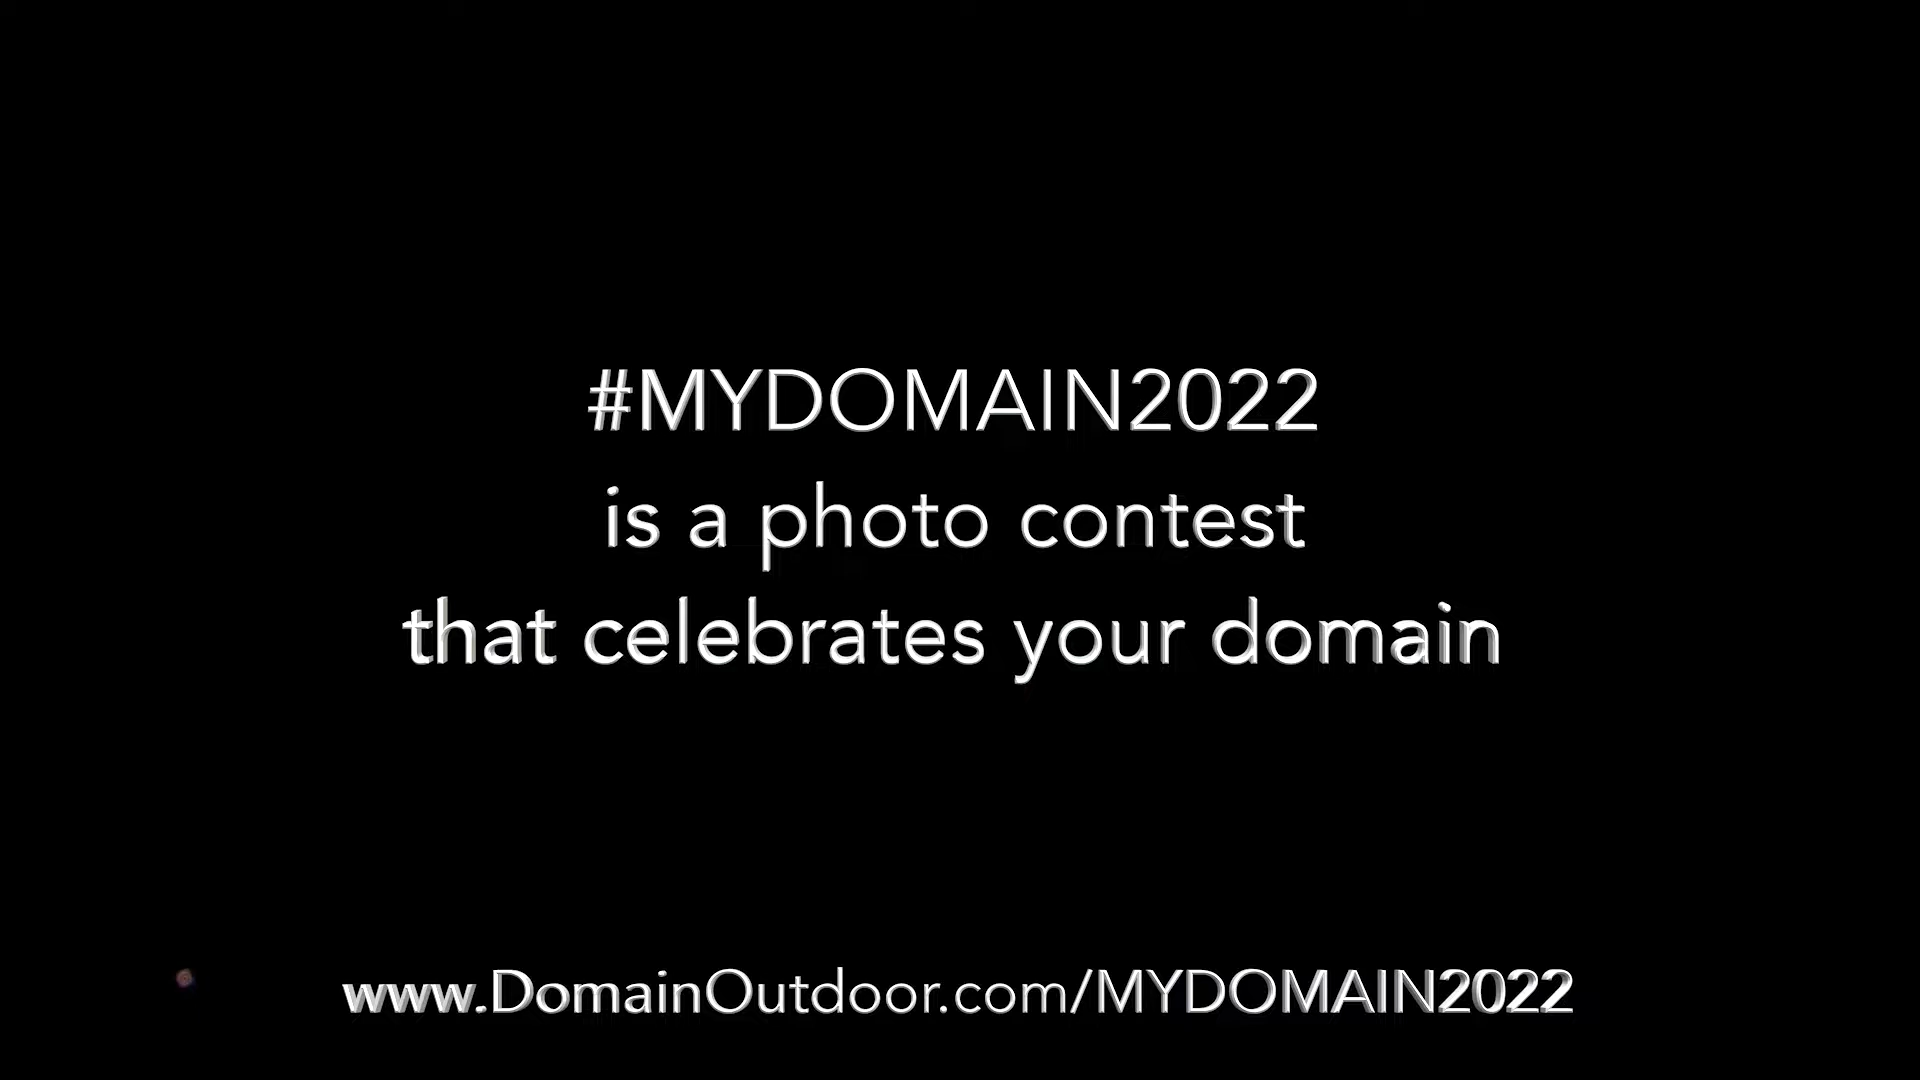 #MYDOMAIN2022
is a photo contest
that celebrates your domain
www.DomainOutdoor.com/MYDOMAIN2022